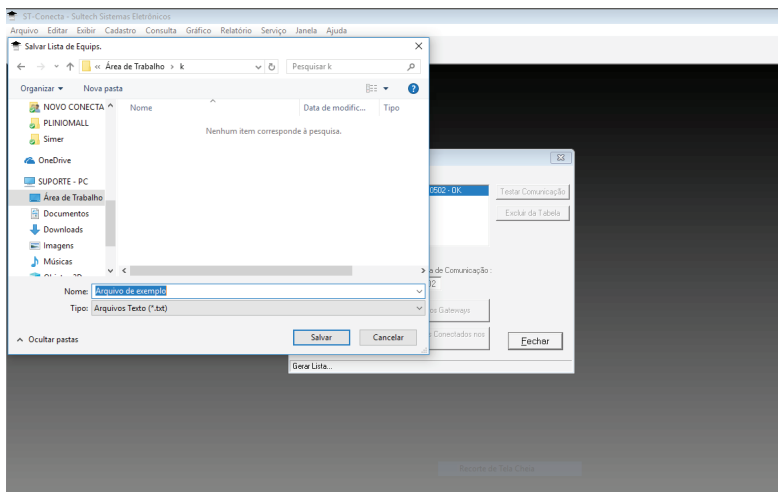 ST-Conecta - Sultech Sistemas Eletrônicos
Arquivo Editar Exibir Cadastro Consulta Gráfico Relatório Serviço Janela Ajuda
Salvar Lista de Equips.
« Área de Trabalho › k
Pesquisar k
Organizar
Nova pasta
NOVO CONECTA
PLINIOMALL
Simer
OneDrive
SUPORTE - PC
Área de Trabalho
Documentos
Downloads
Imagens
Músicas
Nome
Data de modific...
Tipo
Nenhum item corresponde à pesquisa.
Nome: Arquivo de exemplo
Tipo: Arquivos Texto (*.txt)
Ocultar pastas
Salvar
Cancelar
0502 - OK
Testar Comunicação
Excluir da Tabela
a de Comunicação :
02
os Gateways
Conectados nos
Fechar
Gerar Lista...